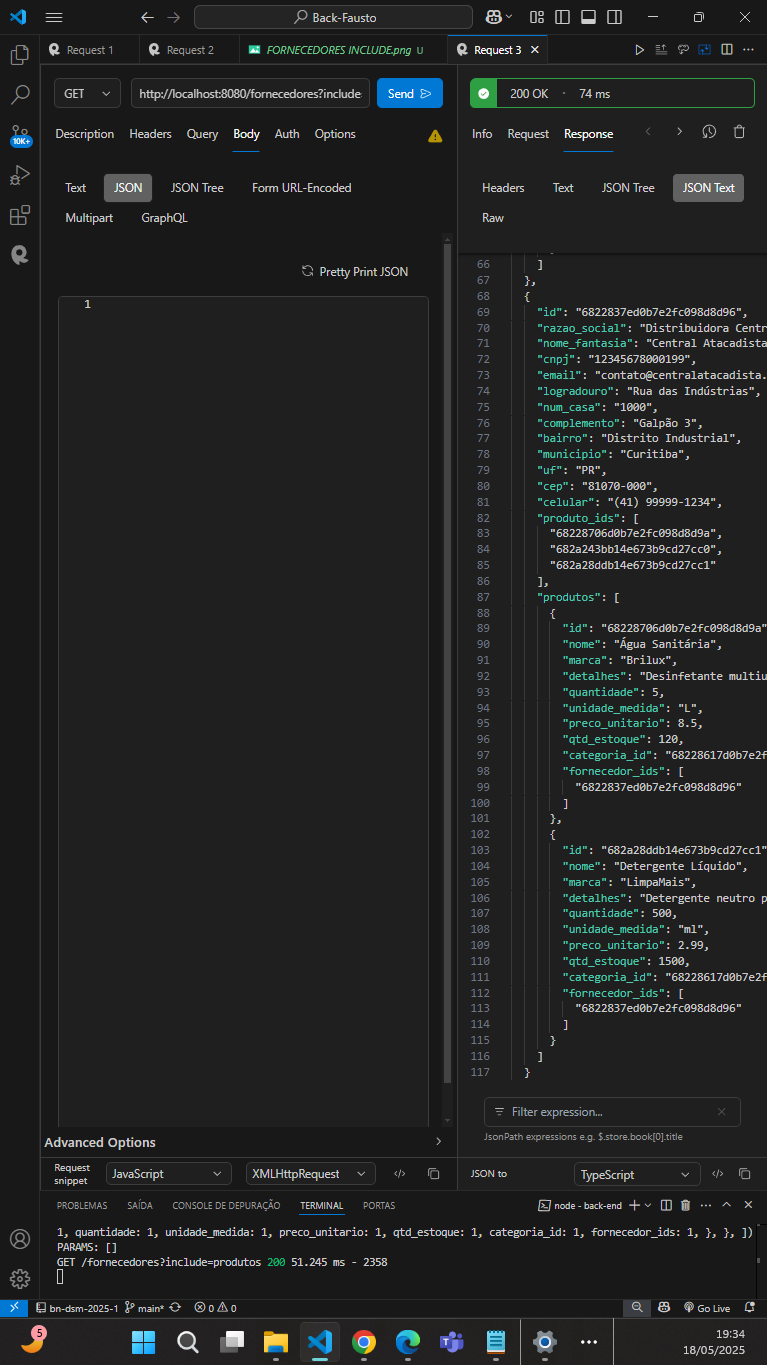 Back-Fausto
Request 1
Request 2
FORNECEDORES INCLUDE.png U
Request 3
GET
http://localhost:8080/fornecedores?include
Send
200 OK · 74 ms
Description
Headers
Query
Body
Auth
Options
Info
Request
Response
10K+
Text
JSON
JSON Tree
Form URL-Encoded
Multipart
GraphQL
Headers
Text
JSON Tree
JSON Text
Raw
Pretty Print JSON
1
66 ]
67 },
68 {
69 "id": "6822837ed0b7e2fc098d8d96",
70 "razao_social": "Distribuidora Centr
71 "nome_fantasia": "Central Atacadista
72 "cnpj": "12345678000199",
73 "email": "contato@centralatacadista.
74 "logradouro": "Rua das Indústrias",
75 "num_casa": "1000",
76 "complemento": "Galpão 3",
77 "bairro": "Distrito Industrial",
78 "municipio": "Curitiba",
79 "uf": "PR",
80 "cep": "81070-000",
81 "celular": "(41) 99999-1234",
82 "produto_ids": [
83 "68228706d0b7e2fc098d8d9a",
84 "682a243bb14e673b9cd27cc0",
85 "682a28ddb14e673b9cd27cc1"
86 ],
87 "produtos": [
88 {
89 "id": "68228706d0b7e2fc098d8d9a"
90 "nome": "Água Sanitária",
91 "marca": "Brilux",
92 "detalhes": "Desinfetante multiu
93 "quantidade": 5,
94 "unidade_medida": "L",
95 "preco_unitario": 8.5,
96 "qtd_estoque": 120,
97 "categoria_id": "68228617d0b7e2f
98 "fornecedor_ids": [
99 "6822837ed0b7e2fc098d8d96"
100 ]
101 },
102 {
103 "id": "682a28ddb14e673b9cd27cc1"
104 "nome": "Detergente Líquido",
105 "marca": "LimpaMais",
106 "detalhes": "Detergente neutro p
107 "quantidade": 500,
108 "unidade_medida": "ml",
109 "preco_unitario": 2.99,
110 "qtd_estoque": 1500,
111 "categoria_id": "68228617d0b7e2f
112 "fornecedor_ids": [
113 "6822837ed0b7e2fc098d8d96"
114 ]
115 }
116 ]
117 }
Filter expression...
JsonPath expressions e.g. $.store.book[0].title
Advanced Options
Request snippet
JavaScript
XMLHttpRequest
JSON to
TypeScript
PROBLEMAS
SAÍDA
CONSOLE DE DEPURAÇÃO
TERMINAL
PORTAS
node - back-end
1, quantidade: 1, unidade_medida: 1, preco_unitario: 1, qtd_estoque: 1, categoria_id: 1, fornecedor_ids: 1, }, }, ])
PARAMS: []
GET /fornecedores?include=produtos 200 51.245 ms - 2358
bn-dsm-2025-1
main*
0
0
Go Live
5
19:34
18/05/2025